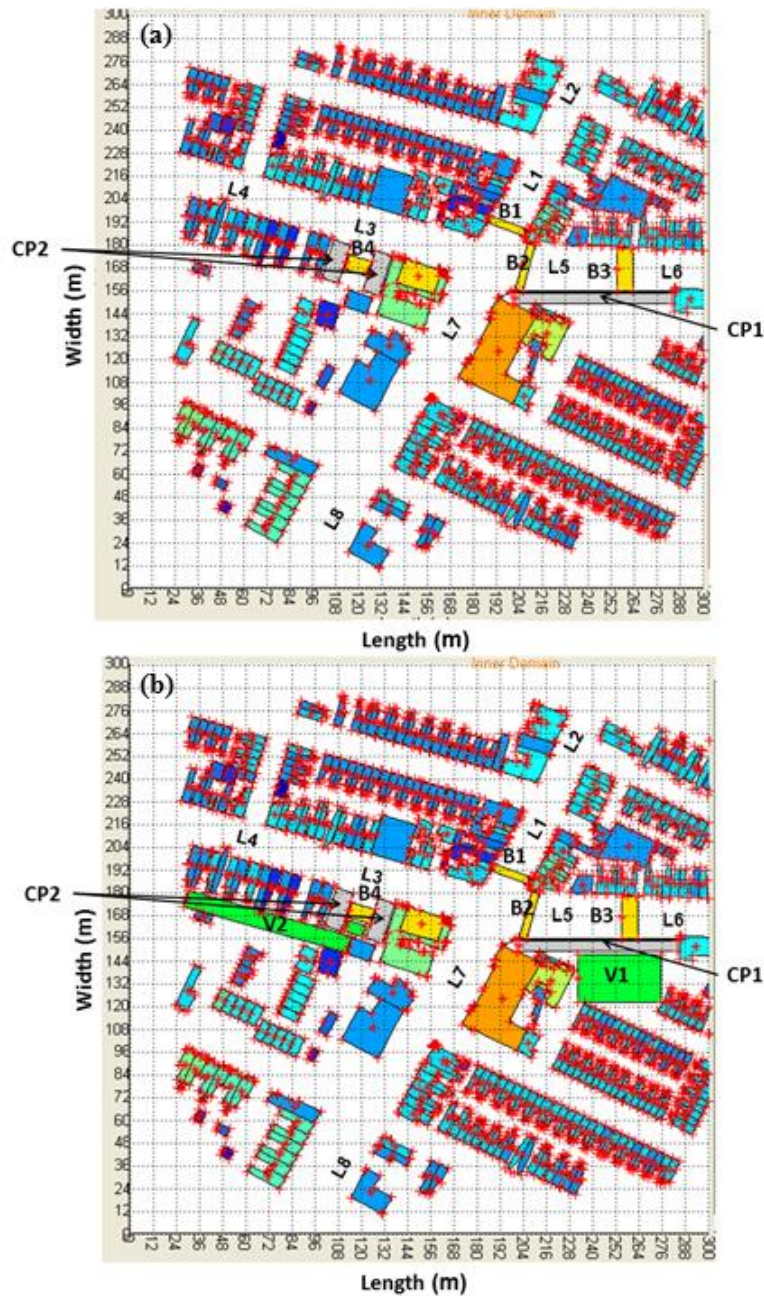 Inner Domain
(a)
300
288
276
264
252
240
228
216
204
192
180
168
156
144
132
120
108
96
84
72
60
48
36
24
12
0
L2
L1
L4
L3
B1
CP2
B4
B2
L5
B3
L6
L7
CP1
L8
Width (m)
0 12 24 36 48 60 72 84 96 108 120 132 144 156 168 180 192 204 216 228 240 252 264 276 288 300
Length (m)
Inner Domain
(b)
300
288
276
264
252
240
228
216
204
192
180
168
156
144
132
120
108
96
84
72
60
48
36
24
12
0
L2
L1
L4
L3
B1
CP2
B4
B2
L5
B3
L6
V2
L7
V1
CP1
L8
Width (m)
0 12 24 36 48 60 72 84 96 108 120 132 144 156 168 180 192 204 216 228 240 252 264 276 288 300
Length (m)